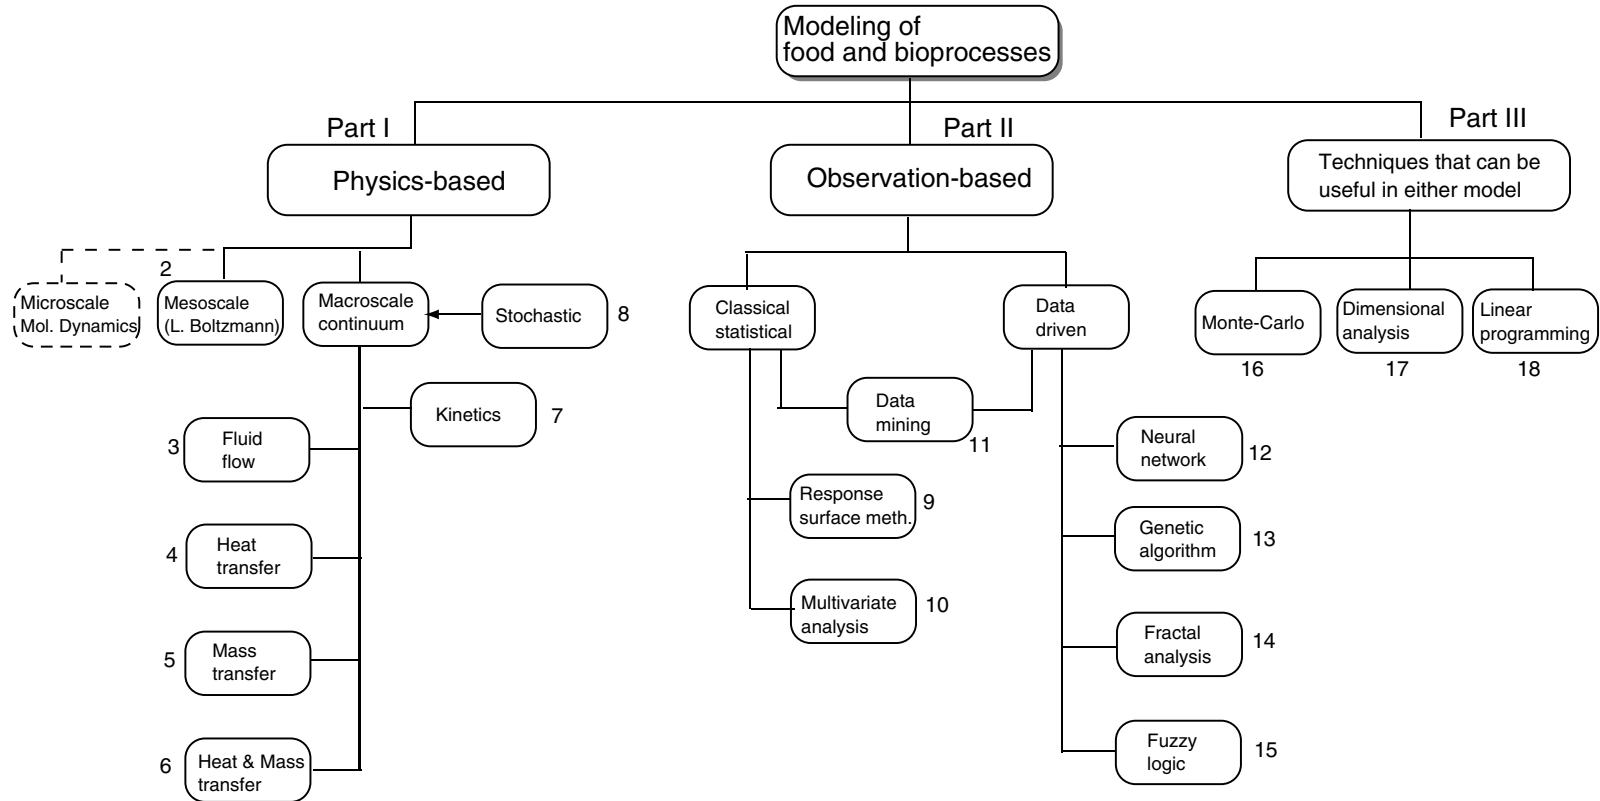 Modeling of
food and bioprocesses
Part I
Part II
Part III
Physics-based
Observation-based
Techniques that can be
useful in either model
2
Microscale
Mol. Dynamics
Mesoscale
(L. Boltzmann)
Macroscale
continuum
Stochastic
8
Kinetics
7
3
Fluid
flow
4
Heat
transfer
5
Mass
transfer
6
Heat & Mass
transfer
Classical
statistical
Data
driven
Data
mining
11
Response
surface meth.
9
Multivariate
analysis
10
Neural
network
12
Genetic
algorithm
13
Fractal
analysis
14
Fuzzy
logic
15
Monte-Carlo
16
Dimensional
analysis
17
Linear
programming
18